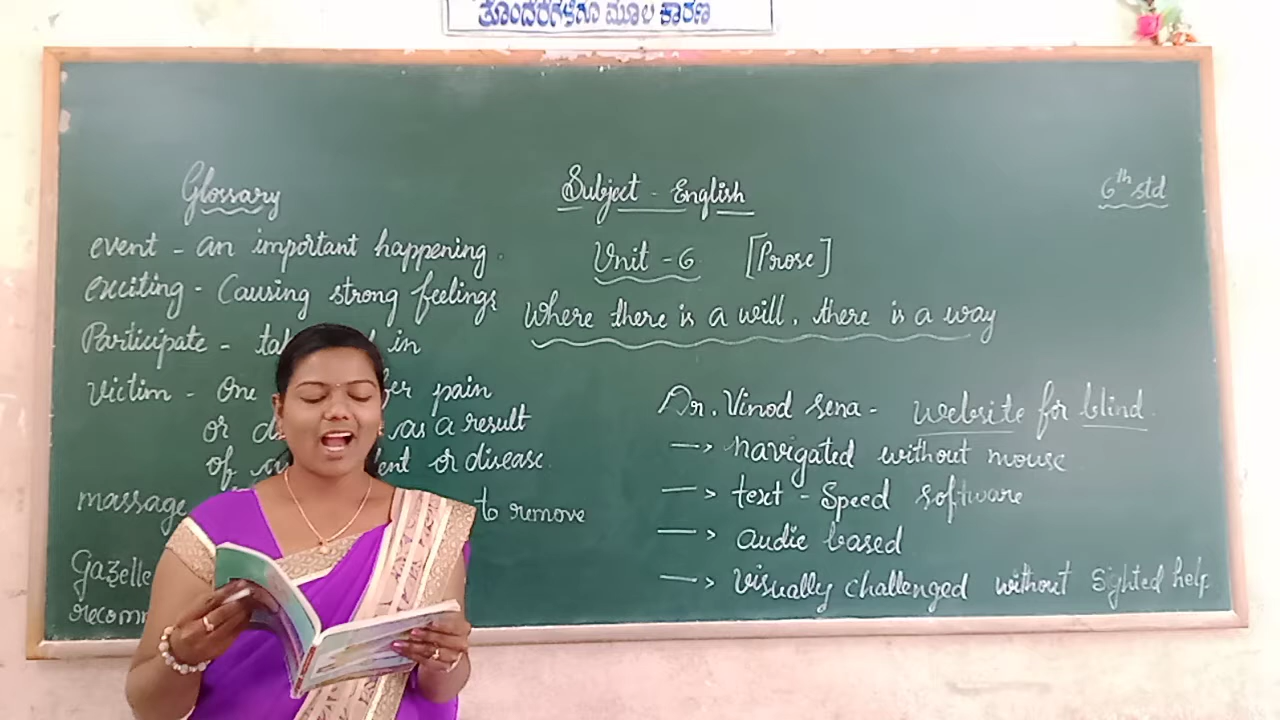 ತೊಂದರೆಗಳಿಗೂ ಮೂಲ ಕಾರಣ
Subject - English
6th std
Unit - 6 [Prose]
Where there is a will, there is a way
Glossary
event - an important happening.
exciting - Causing strong feelings
Participate - in
Victim - One pain
or as a result
of or disease.
massage to remove
Gazelle
Dr. Vinod Sena - website for blind.
—> navigated without mouse
—> text - Speed software
—> audie based
—> visually challenged without sighted help